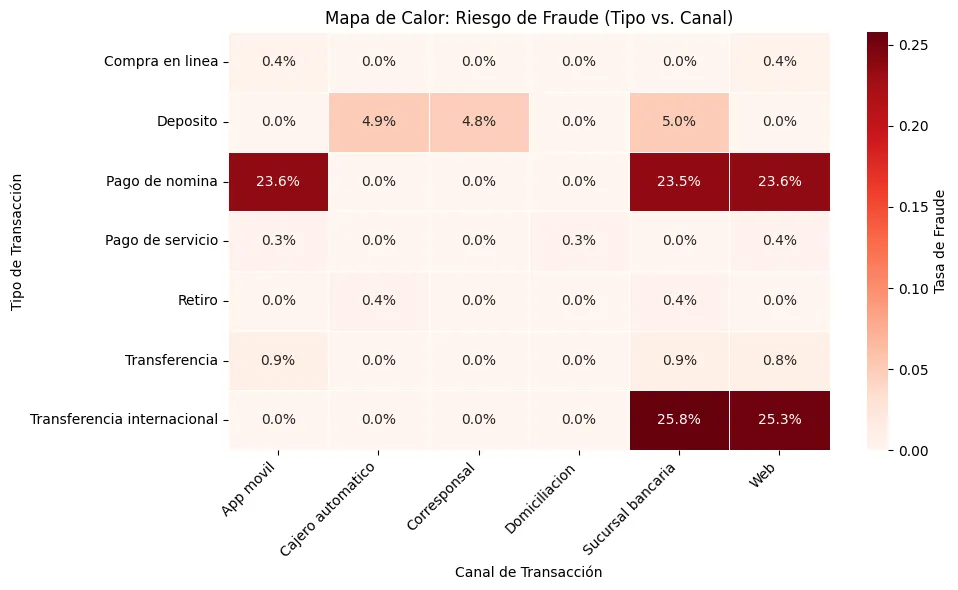 Mapa de Calor: Riesgo de Fraude (Tipo vs. Canal)
Tipo de Transacción
Compra en linea 0.4% 0.0% 0.0% 0.0% 0.0% 0.4%
Deposito 0.0% 4.9% 4.8% 0.0% 5.0% 0.0%
Pago de nomina 23.6% 0.0% 0.0% 0.0% 23.5% 23.6%
Pago de servicio 0.3% 0.0% 0.0% 0.3% 0.0% 0.4%
Retiro 0.0% 0.4% 0.0% 0.0% 0.4% 0.0%
Transferencia 0.9% 0.0% 0.0% 0.0% 0.9% 0.8%
Transferencia internacional 0.0% 0.0% 0.0% 0.0% 25.8% 25.3%
App movil
Cajero automatico
Corresponsal
Domiciliacion
Sucursal bancaria
Web
Canal de Transacción
0.25
0.20
0.15
0.10
0.05
0.00
Tasa de Fraude